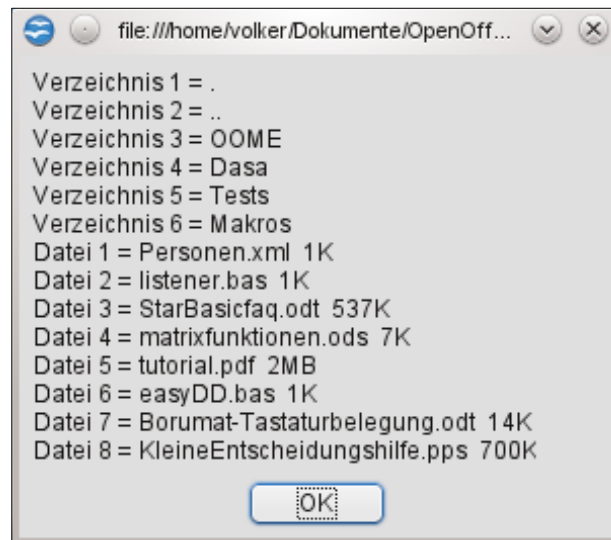 file:///home/volker/Dokumente/OpenOff...
Verzeichnis 1 = .
Verzeichnis 2 = ..
Verzeichnis 3 = OOME
Verzeichnis 4 = Dasa
Verzeichnis 5 = Tests
Verzeichnis 6 = Makros
Datei 1 = Personen.xml 1K
Datei 2 = listener.bas 1K
Datei 3 = StarBasicfaq.odt 537K
Datei 4 = matrixfunktionen.ods 7K
Datei 5 = tutorial.pdf 2MB
Datei 6 = easyDD.bas 1K
Datei 7 = Borumat-Tastaturbelegung.odt 14K
Datei 8 = KleineEntscheidungshilfe.pps 700K
OK